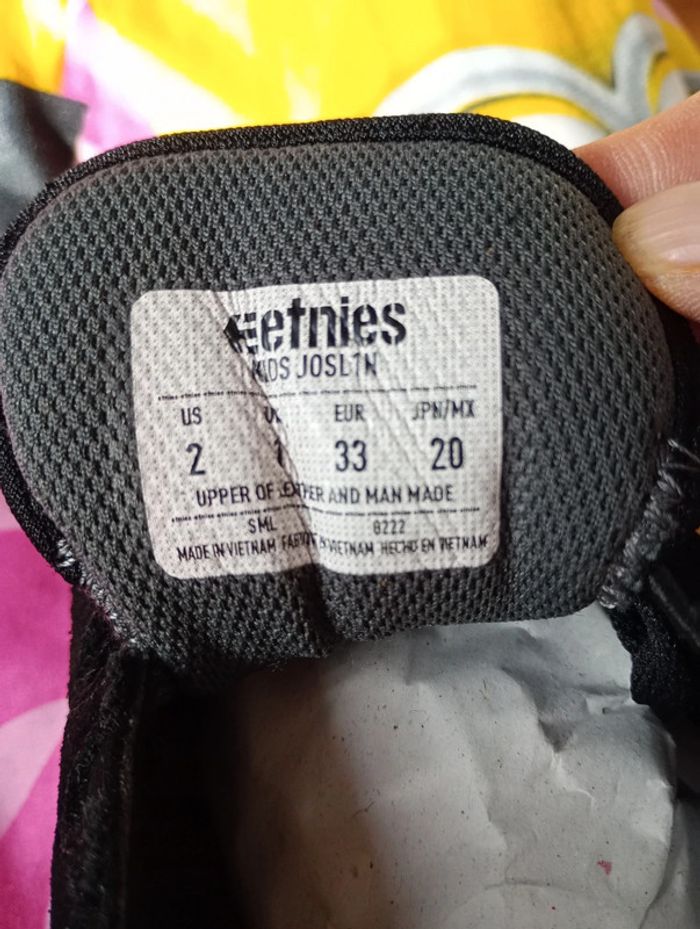 etnies
KIDS JOSL1N
US EUR JPN/MX
2 33 20
UPPER OF LEATHER AND MAN MADE
SML 0222
MADE IN VIETNAM VIETNAM HECHO EN VIETNAM